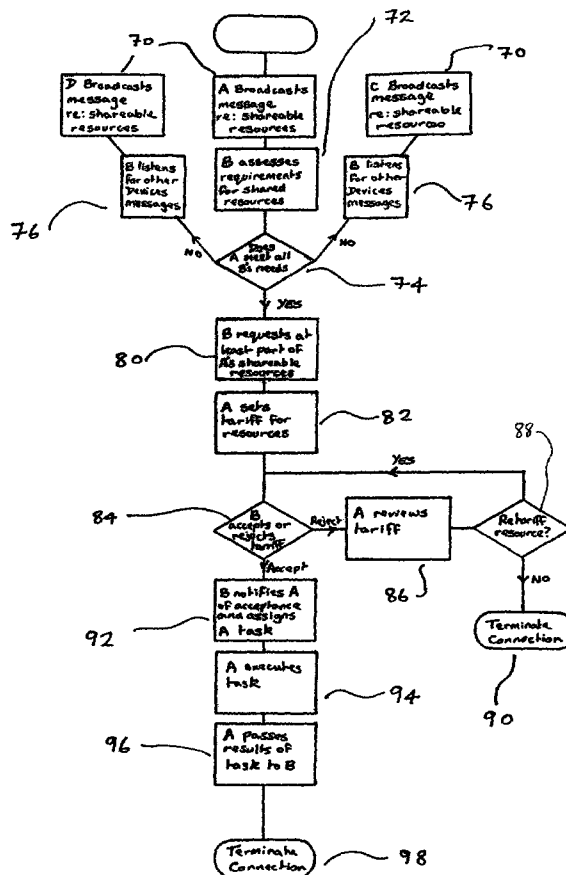 70
72
70
D Broadcasts
message
re: shareable
resources
A Broadcasts
message
re: shareable
resources
C Broadcasts
message
re: shareable
resources
B listens
for other
Devices
messages
B assesses
requirements
for shared
resources
B listens
for other
Devices
messages
76
76
NO
Does
A meet all
B's needs
NO
74
YES
80
B requests at
least part of
A's shareable
resources
A sets
tariff for
resources
82
YES
88
84
B
accepts or
rejects
tariff
Reject
A reviews
tariff
Retariff
resource?
Accept
86
NO
92
B notifies A
of acceptance
and assigns
A task
Terminate
Connection
90
A executes
task
94
96
A passes
results of
task to B
Terminate
Connection
98